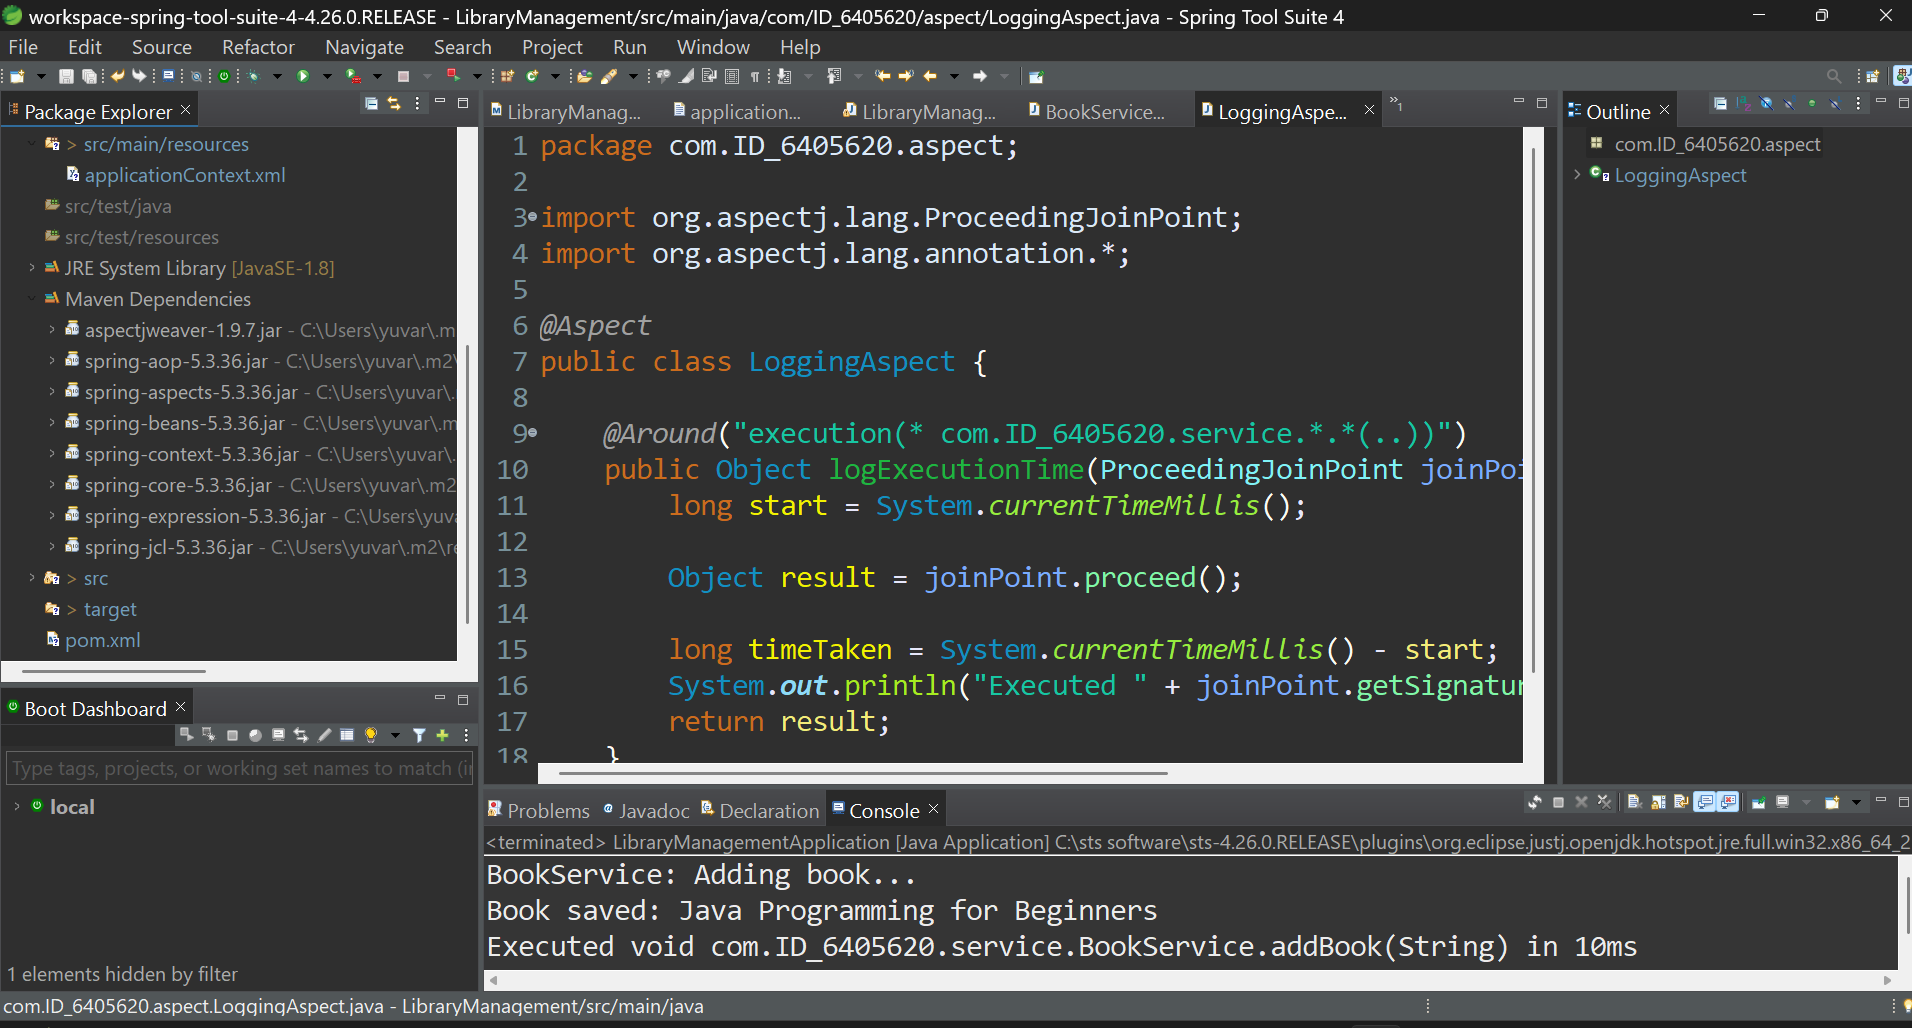 workspace-spring-tool-suite-4-4.26.0.RELEASE - LibraryManagement/src/main/java/com/ID_6405620/aspect/LoggingAspect.java - Spring Tool Suite 4
File Edit Source Refactor Navigate Search Project Run Window Help
Package Explorer
> src/main/resources
applicationContext.xml
src/test/java
src/test/resources
JRE System Library [JavaSE-1.8]
Maven Dependencies
aspectjweaver-1.9.7.jar - C:\Users\yuvar\.m
spring-aop-5.3.36.jar - C:\Users\yuvar\.m2\
spring-aspects-5.3.36.jar - C:\Users\yuvar\.
spring-beans-5.3.36.jar - C:\Users\yuvar\.m
spring-context-5.3.36.jar - C:\Users\yuvar\.
spring-core-5.3.36.jar - C:\Users\yuvar\.m2
spring-expression-5.3.36.jar - C:\Users\yuv
spring-jcl-5.3.36.jar - C:\Users\yuvar\.m2\re
> src
> target
pom.xml
Boot Dashboard
Type tags, projects, or working set names to match (i
local
1 elements hidden by filter
LibraryManag... application... LibraryManag... BookService... LoggingAspe... »1
1 package com.ID_6405620.aspect;
2
3 import org.aspectj.lang.ProceedingJoinPoint;
4 import org.aspectj.lang.annotation.*;
5
6 @Aspect
7 public class LoggingAspect {
8
9 @Around("execution(* com.ID_6405620.service.*.*(..))")
10 public Object logExecutionTime(ProceedingJoinPoint joinPoi
11 long start = System.currentTimeMillis();
12
13 Object result = joinPoint.proceed();
14
15 long timeTaken = System.currentTimeMillis() - start;
16 System.out.println("Executed " + joinPoint.getSignatur
17 return result;
18 }
Outline
com.ID_6405620.aspect
LoggingAspect
Problems Javadoc Declaration Console
<terminated> LibraryManagementApplication [Java Application] C:\sts software\sts-4.26.0.RELEASE\plugins\org.eclipse.justj.openjdk.hotspot.jre.full.win32.x86_64_2
BookService: Adding book...
Book saved: Java Programming for Beginners
Executed void com.ID_6405620.service.BookService.addBook(String) in 10ms
com.ID_6405620.aspect.LoggingAspect.java - LibraryManagement/src/main/java